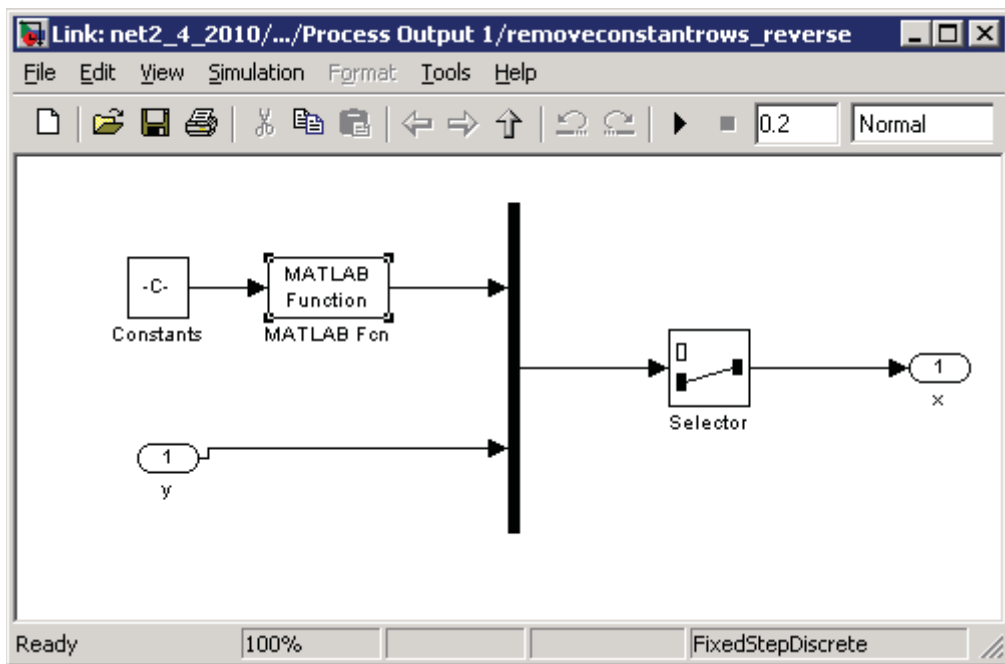 Link: net2_4_2010/.../Process Output 1/removeconstantrows_reverse
File Edit View Simulation Format Tools Help
0.2 Normal
-C-
Constants
MATLAB
Function
MATLAB Fcn
1
y
Selector
1
x
Ready 100% FixedStepDiscrete